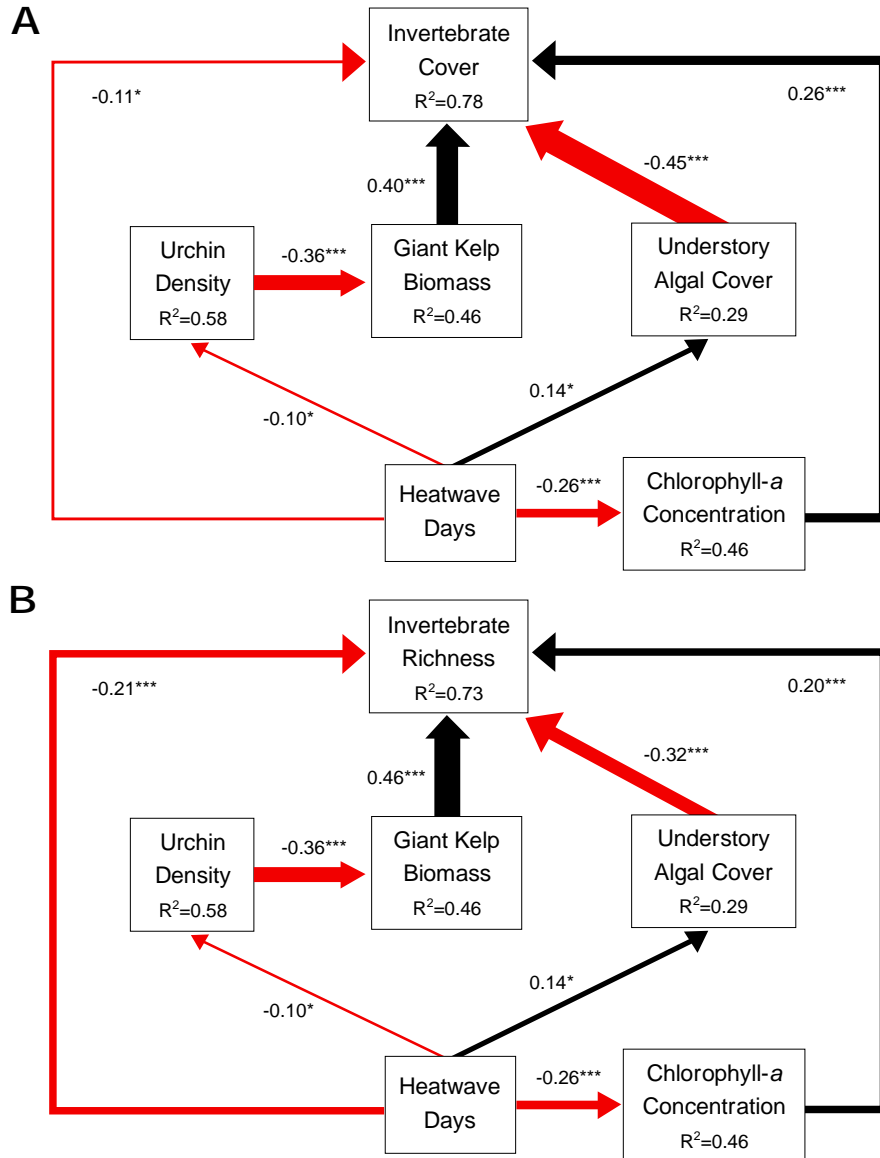 A
Invertebrate
Cover
R²=0.78
-0.11*
0.26***
-0.45***
0.40***
Urchin
Density
R²=0.58
-0.36***
Giant Kelp
Biomass
R²=0.46
Understory
Algal Cover
R²=0.29
-0.10*
0.14*
Heatwave
Days
-0.26***
Chlorophyll-a
Concentration
R²=0.46
B
Invertebrate
Richness
R²=0.73
-0.21***
0.20***
-0.32***
0.46***
Urchin
Density
R²=0.58
-0.36***
Giant Kelp
Biomass
R²=0.46
Understory
Algal Cover
R²=0.29
-0.10*
0.14*
Heatwave
Days
-0.26***
Chlorophyll-a
Concentration
R²=0.46